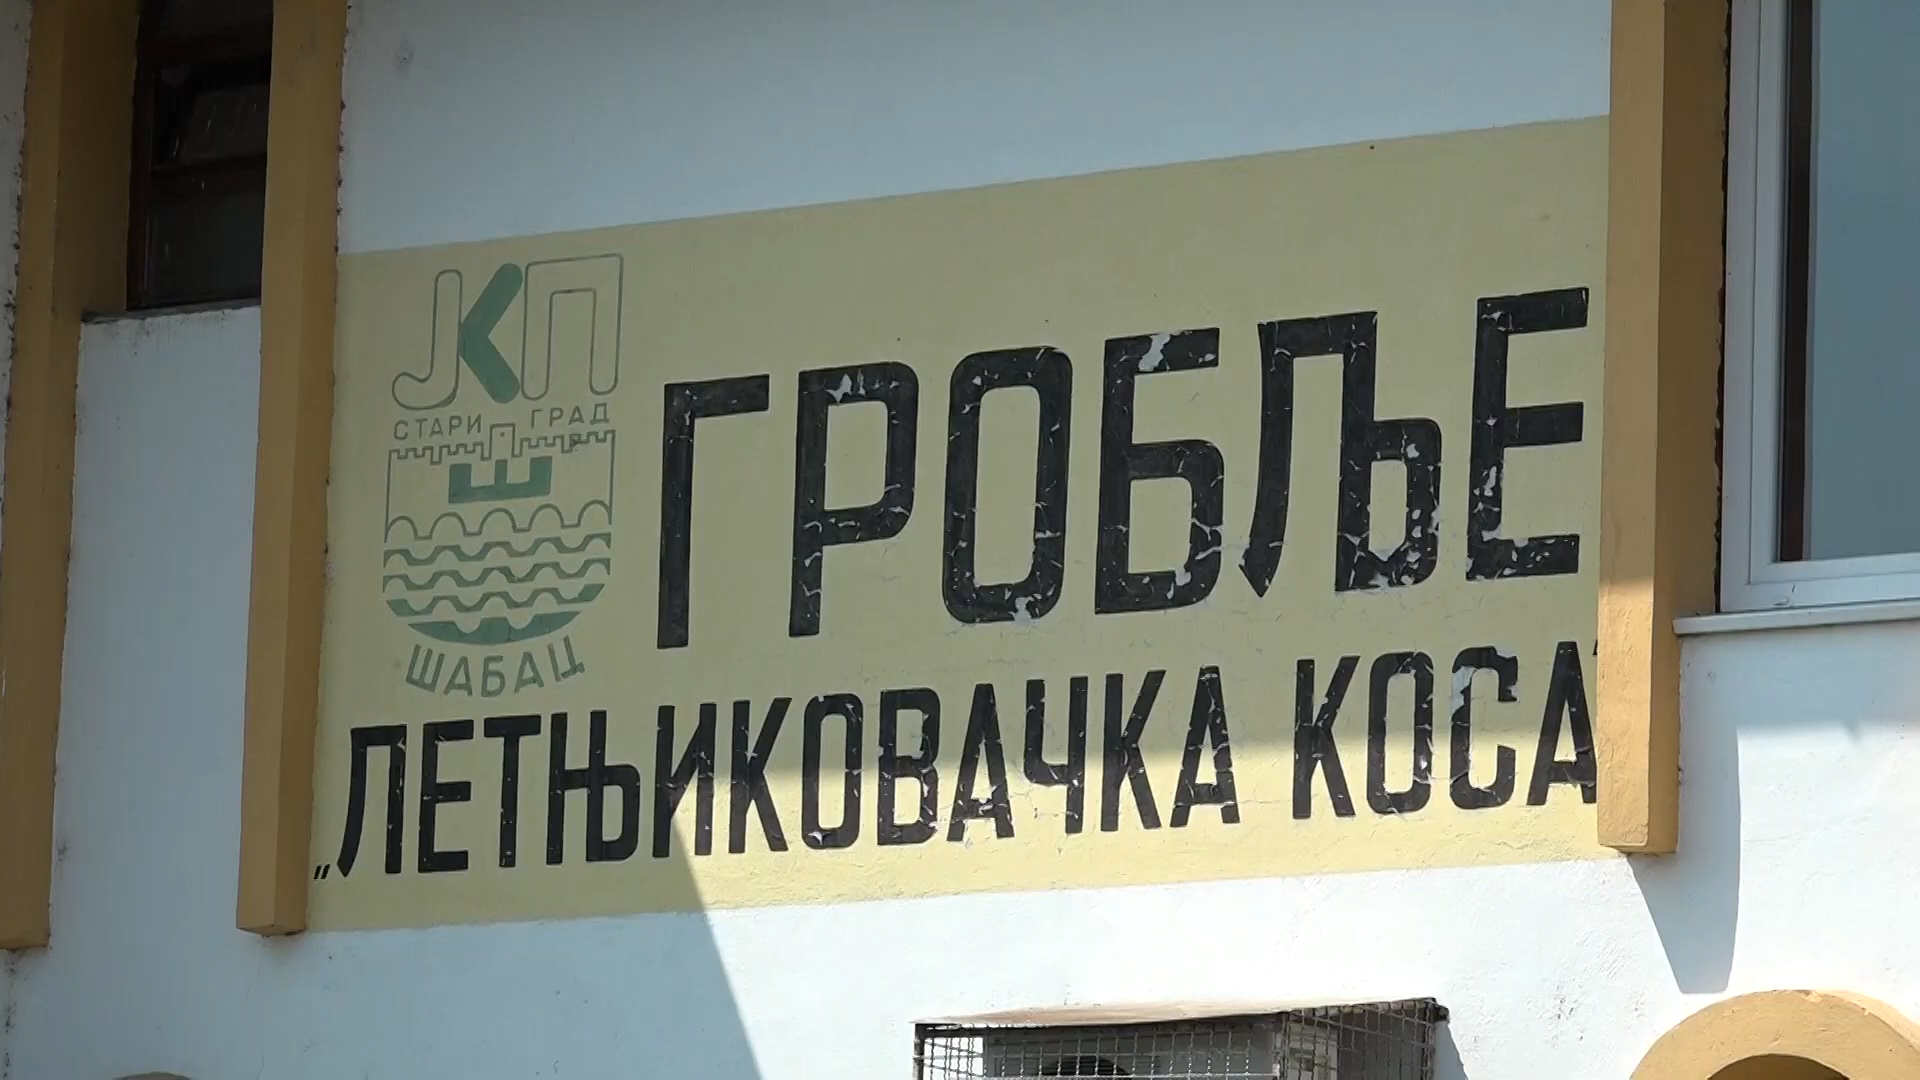 ЈКП
СТАРИ ГРАД
Ш
ШАБАЦ
ГРОБЉЕ
„ЛЕТЊИКОВАЧКА КОСА"